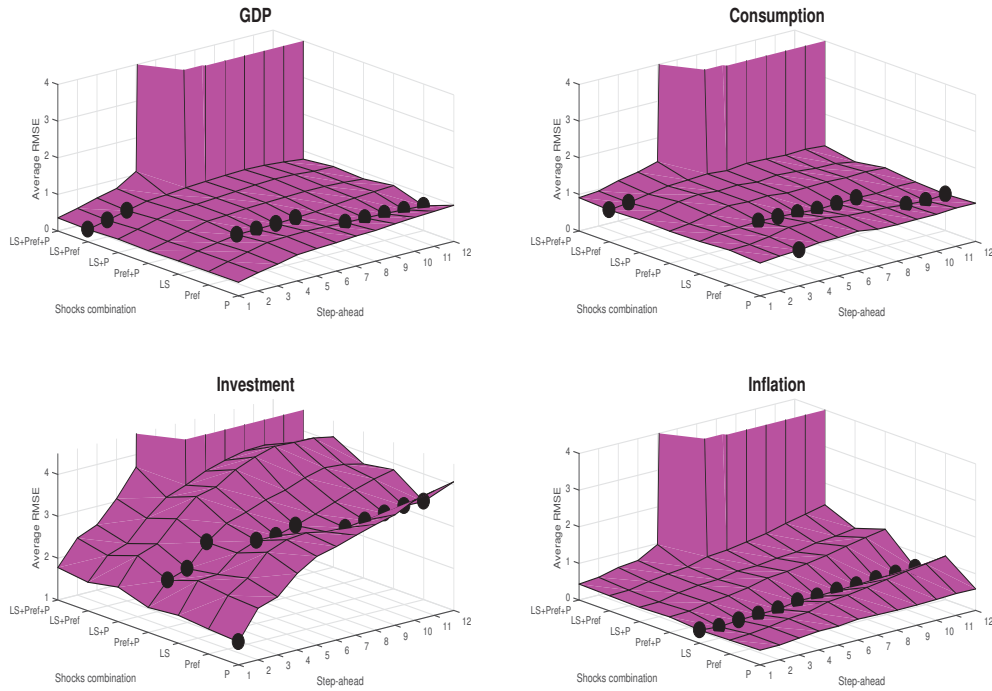 GDP
4
3
2
1
0
Average RMSE
LS+Pref+P
LS+Pref
LS+P
Pref+P
LS
Pref
P
Shocks combination
1
2
3
4
5
6
7
8
9
10
11
12
Step-ahead
Consumption
4
3
2
1
0
Average RMSE
LS+Pref+P
LS+Pref
LS+P
Pref+P
LS
Pref
P
Shocks combination
1
2
3
4
5
6
7
8
9
10
11
12
Step-ahead
Investment
4
3
2
1
Average RMSE
LS+Pref+P
LS+Pref
LS+P
Pref+P
LS
Pref
P
Shocks combination
1
2
3
4
5
6
7
8
9
10
11
12
Step-ahead
Inflation
4
3
2
1
0
Average RMSE
LS+Pref+P
LS+Pref
LS+P
Pref+P
LS
Pref
P
Shocks combination
1
2
3
4
5
6
7
8
9
10
11
12
Step-ahead